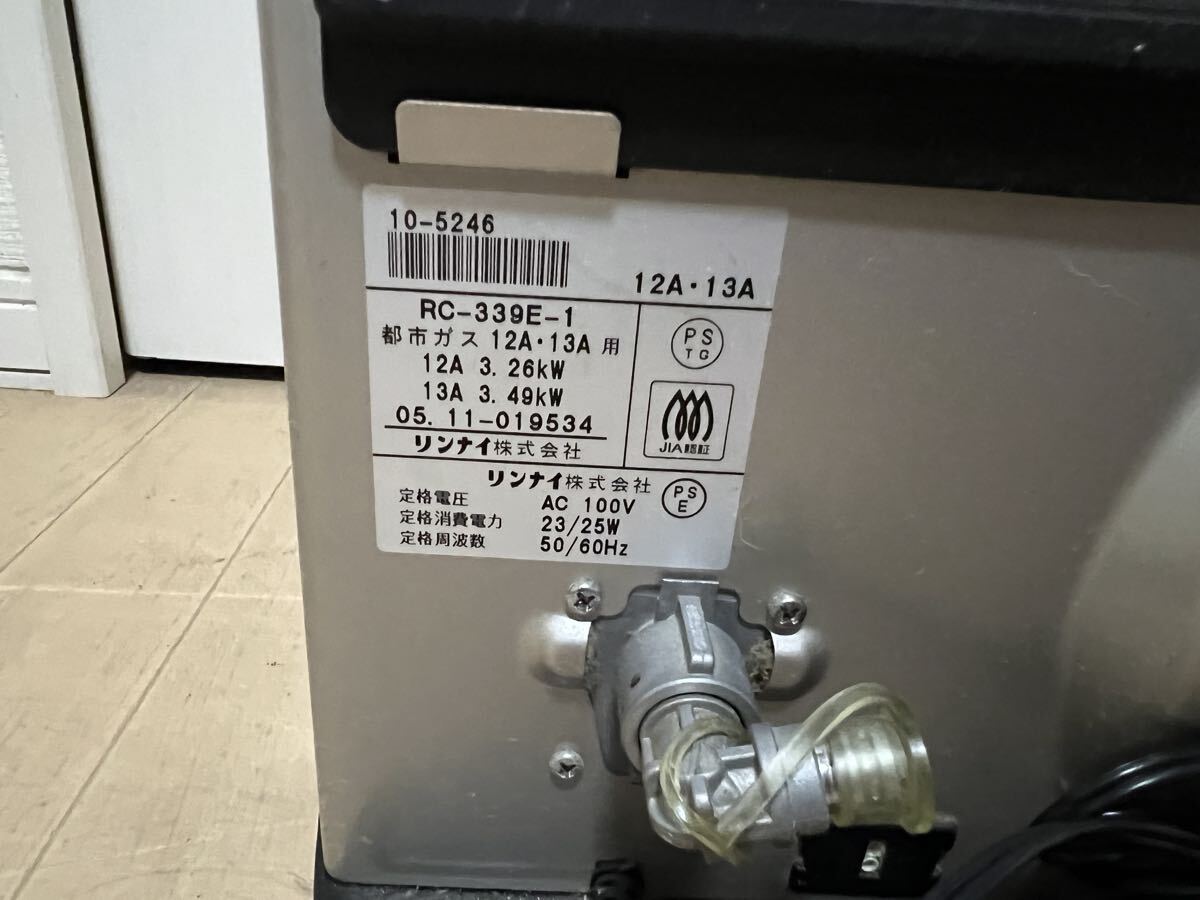 10-5246
12A・13A
RC-339E-1
都市ガス 12A・13A 用
12A 3.26kW
13A 3.49kW
05.11-019534
リンナイ株式会社
PS
TG
JIA認証
リンナイ株式会社
定格電圧 AC 100V
定格消費電力 23/25W
定格周波数 50/60Hz
PS
E